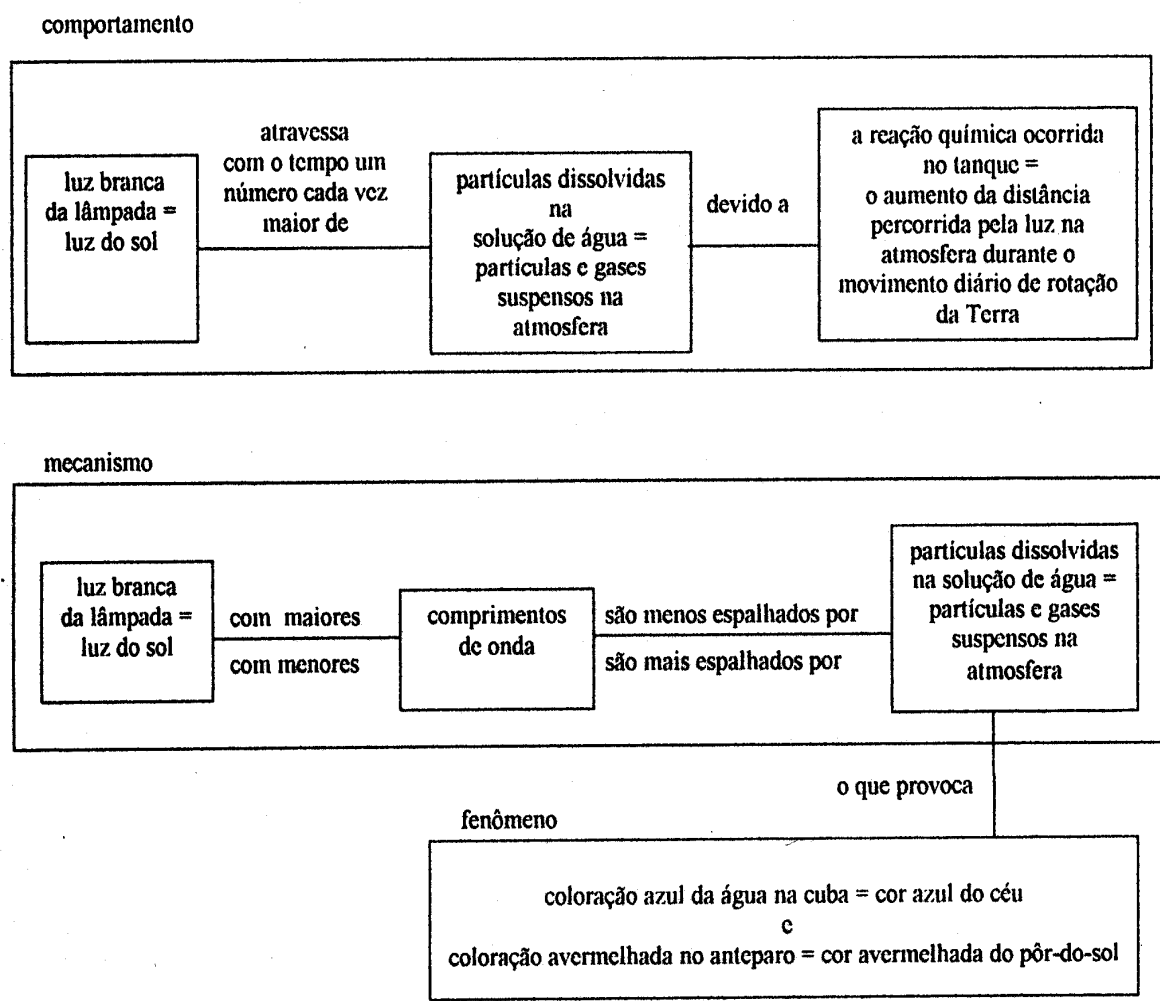 comportamento
luz branca
da lâmpada =
luz do sol
atravessa
com o tempo um
número cada vez
maior de
partículas dissolvidas
na
solução de água =
partículas e gases
suspensos na
atmosfera
devido a
a reação química ocorrida
no tanque =
o aumento da distância
percorrida pela luz na
atmosfera durante o
movimento diário de rotação
da Terra
mecanismo
luz branca
da lâmpada =
luz do sol
com maiores
com menores
comprimentos
de onda
são menos espalhados por
são mais espalhados por
partículas dissolvidas
na solução de água =
partículas e gases
suspensos na
atmosfera
o que provoca
fenômeno
coloração azul da água na cuba = cor azul do céu
e
coloração avermelhada no anteparo = cor avermelhada do pôr-do-sol